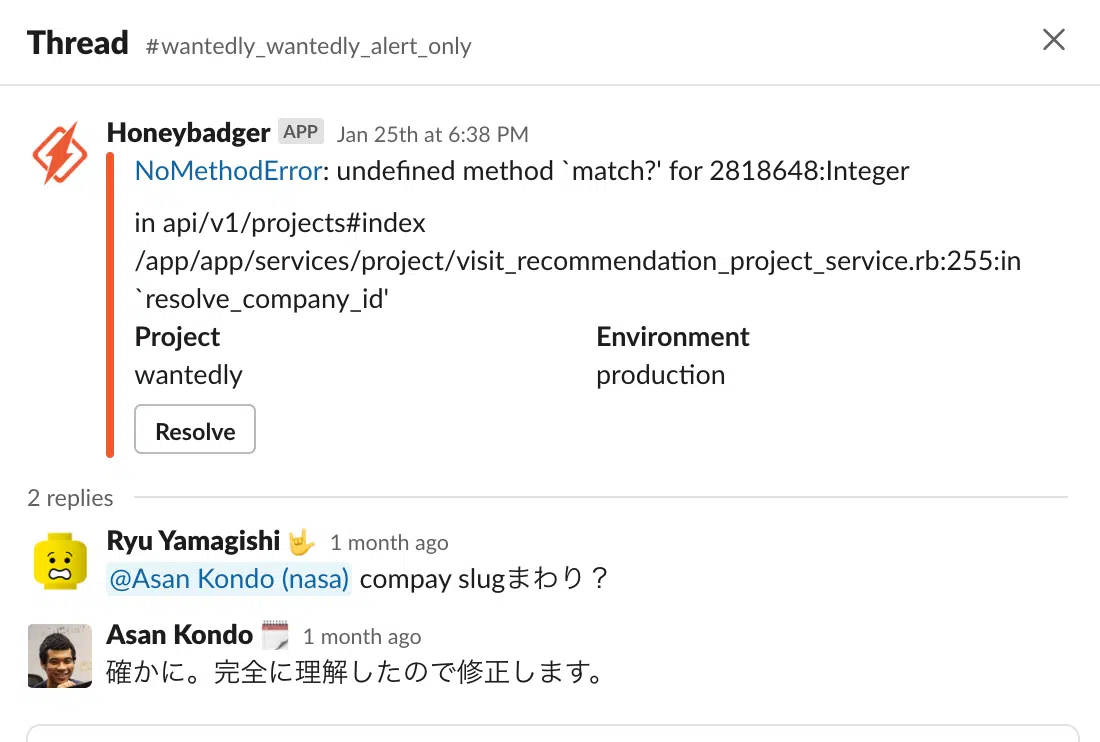 Thread #wantedly_wantedly_alert_only
Honeybadger APP Jan 25th at 6:38 PM
NoMethodError: undefined method `match?' for 2818648:Integer
in api/v1/projects#index
/app/app/services/project/visit_recommendation_project_service.rb:255:in
`resolve_company_id'
Project Environment
wantedly production
Resolve
2 replies
Ryu Yamagishi 1 month ago
@Asan Kondo (nasa) compay slugまわり？
Asan Kondo 1 month ago
確かに。完全に理解したので修正します。